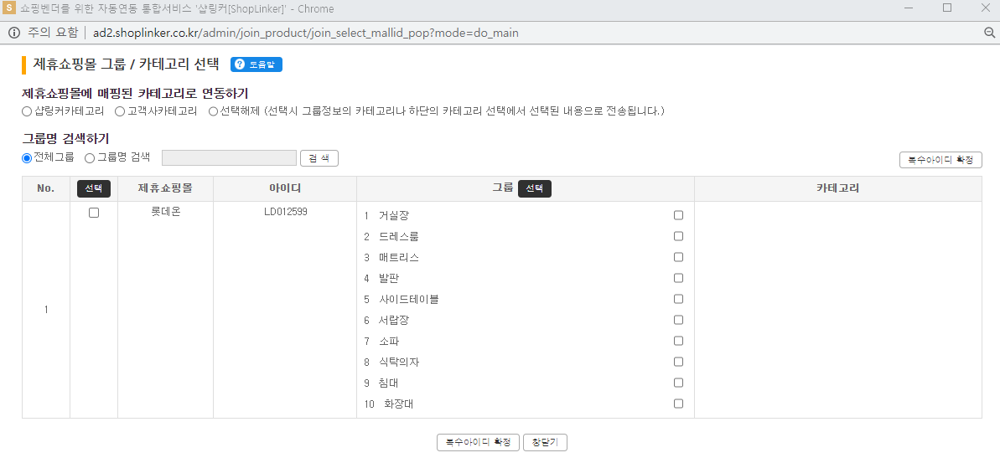 S 쇼핑벤더를 위한 자동연동 통합서비스 '샵링커[ShopLinker]' - Chrome
주의 요함 | ad2.shoplinker.co.kr/admin/join_product/join_select_mallid_pop?mode=do_main
제휴쇼핑몰 그룹 / 카테고리 선택 ? 도움말
제휴쇼핑몰에 매핑된 카테고리로 연동하기
샵링커카테고리 고객사카테고리 선택해제 (선택시 그룹정보의 카테고리나 하단의 카테고리 선택에서 선택된 내용으로 전송됩니다.)
그룹명 검색하기
전체그룹 그룹명 검색 검 색
복수아이디 확정
No. 선택 제휴쇼핑몰 아이디 그룹 선택 카테고리
1 롯데온 LD012599
1 거실장
2 드레스룸
3 매트리스
4 발판
5 사이드테이블
6 서랍장
7 소파
8 식탁의자
9 침대
10 화장대
복수아이디 확정 창닫기